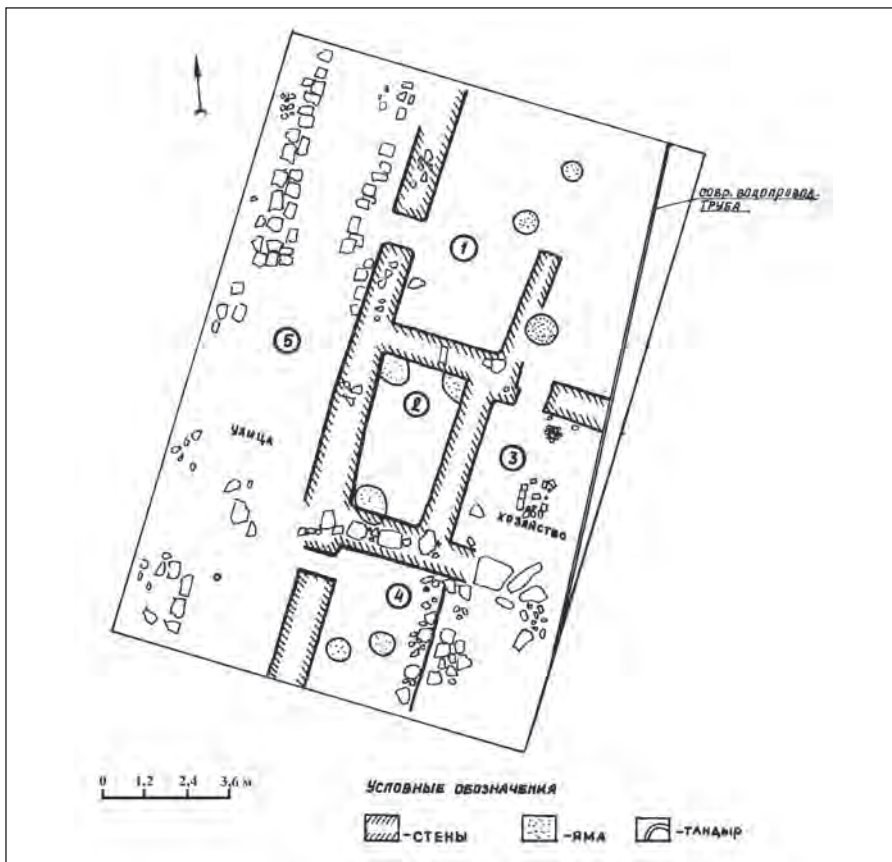 СОВР. ВОДОПРОВОД-
ТРУБА
1
5
2
УЛИЦА
3
ХОЗЯЙСТВО
4
0 1,2 2,4 3,6 м
УСЛОВНЫЕ ОБОЗНАЧЕНИЯ
-СТЕНЫ -ЯМА -ТАНДЫР